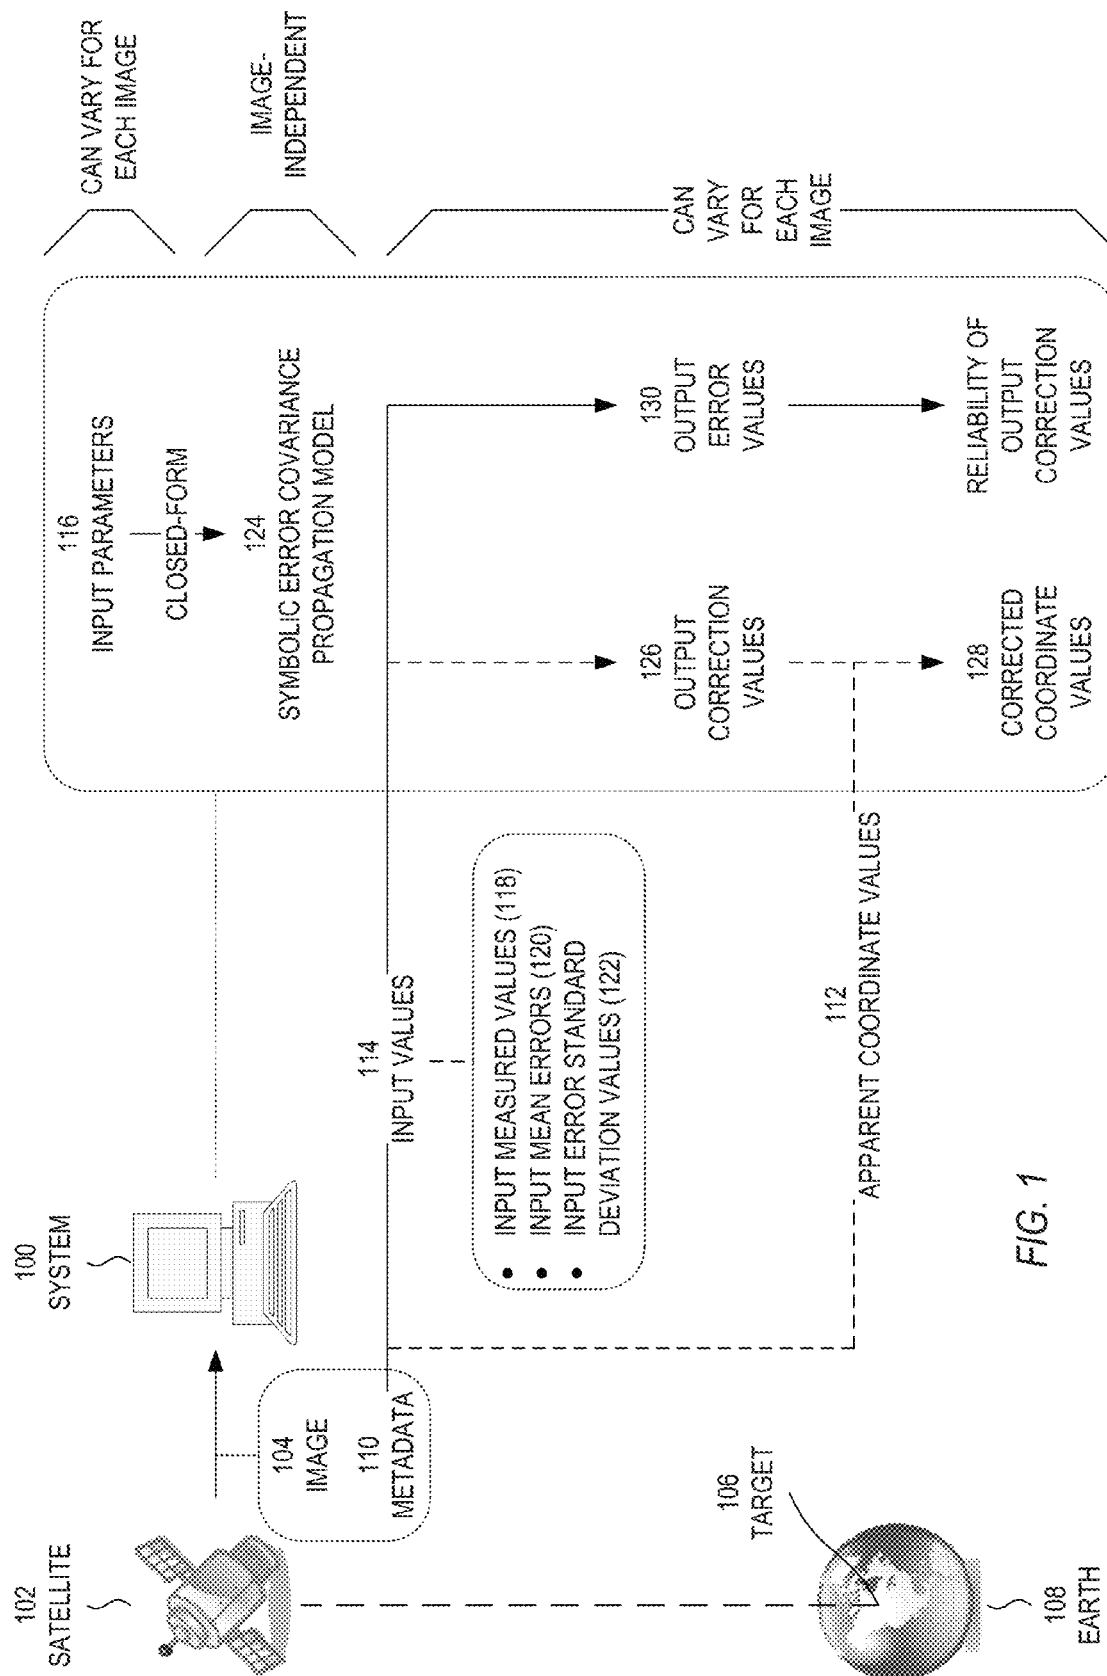 102
SATELLITE
104
IMAGE
110
METADATA
106
TARGET
108
EARTH
100
SYSTEM
114
INPUT VALUES
INPUT MEASURED VALUES (118)
INPUT MEAN ERRORS (120)
INPUT ERROR STANDARD
DEVIATION VALUES (122)
112
APPARENT COORDINATE VALUES
116
INPUT PARAMETERS
CLOSED-FORM
124
SYMBOLIC ERROR COVARIANCE
PROPAGATION MODEL
126
OUTPUT
CORRECTION
VALUES
128
CORRECTED
COORDINATE
VALUES
130
OUTPUT
ERROR
VALUES
RELIABILITY OF
OUTPUT
CORRECTION
VALUES
CAN VARY FOR
EACH IMAGE
IMAGE-
INDEPENDENT
CAN
VARY
FOR
EACH
IMAGE
FIG. 1